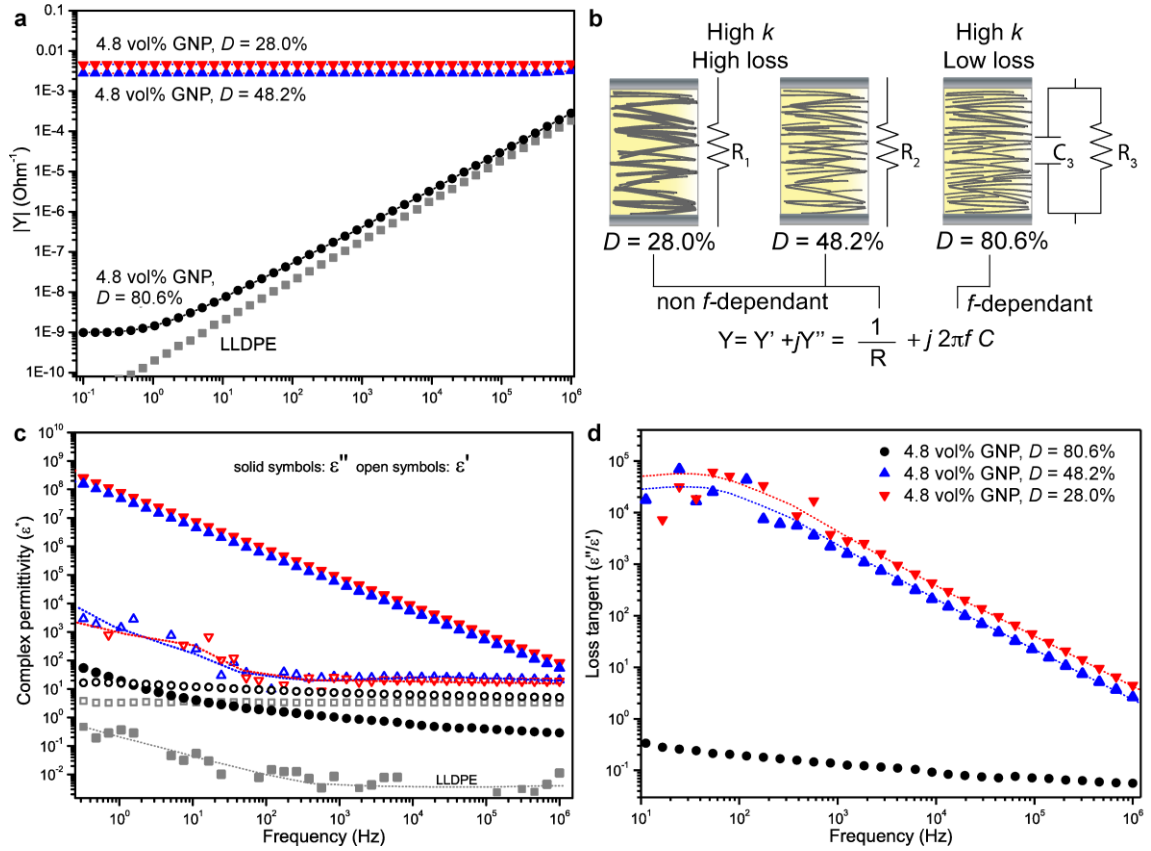 a
|Y| (Ohm⁻¹)
0.1
0.01
1E-3
1E-4
1E-5
1E-6
1E-7
1E-8
1E-9
1E-10
4.8 vol% GNP, D = 28.0%
4.8 vol% GNP, D = 48.2%
4.8 vol% GNP,
D = 80.6%
LLDPE
10⁻¹ 10⁰ 10¹ 10² 10³ 10⁴ 10⁵ 10⁶
b
High k
High loss
High k
Low loss
R₁
R₂
C₃
R₃
D = 28.0%
D = 48.2%
D = 80.6%
non f-dependant
f-dependant
Y= Y' +jY'' = 1/R + j 2πf C
c
Complex permittivity (ε*)
10¹⁰
10⁹
10⁸
10⁷
10⁶
10⁵
10⁴
10³
10²
10¹
10⁰
10⁻¹
10⁻²
solid symbols: ε'' open symbols: ε'
LLDPE
10⁰ 10¹ 10² 10³ 10⁴ 10⁵ 10⁶
Frequency (Hz)
d
Loss tangent (ε''/ε')
10⁵
10⁴
10³
10²
10¹
10⁰
10⁻¹
4.8 vol% GNP, D = 80.6%
4.8 vol% GNP, D = 48.2%
4.8 vol% GNP, D = 28.0%
10¹ 10² 10³ 10⁴ 10⁵ 10⁶
Frequency (Hz)